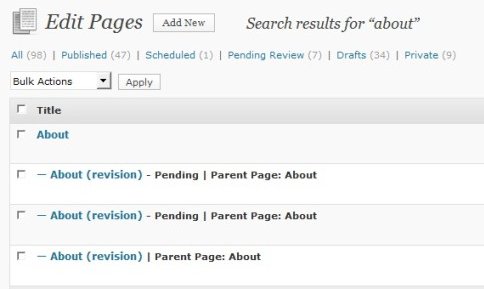 Edit Pages Add New Search results for “about”
All (98) | Published (47) | Scheduled (1) | Pending Review (7) | Drafts (34) | Private (9)
Bulk Actions Apply
Title
About
— About (revision) - Pending | Parent Page: About
— About (revision) - Pending | Parent Page: About
— About (revision) | Parent Page: About